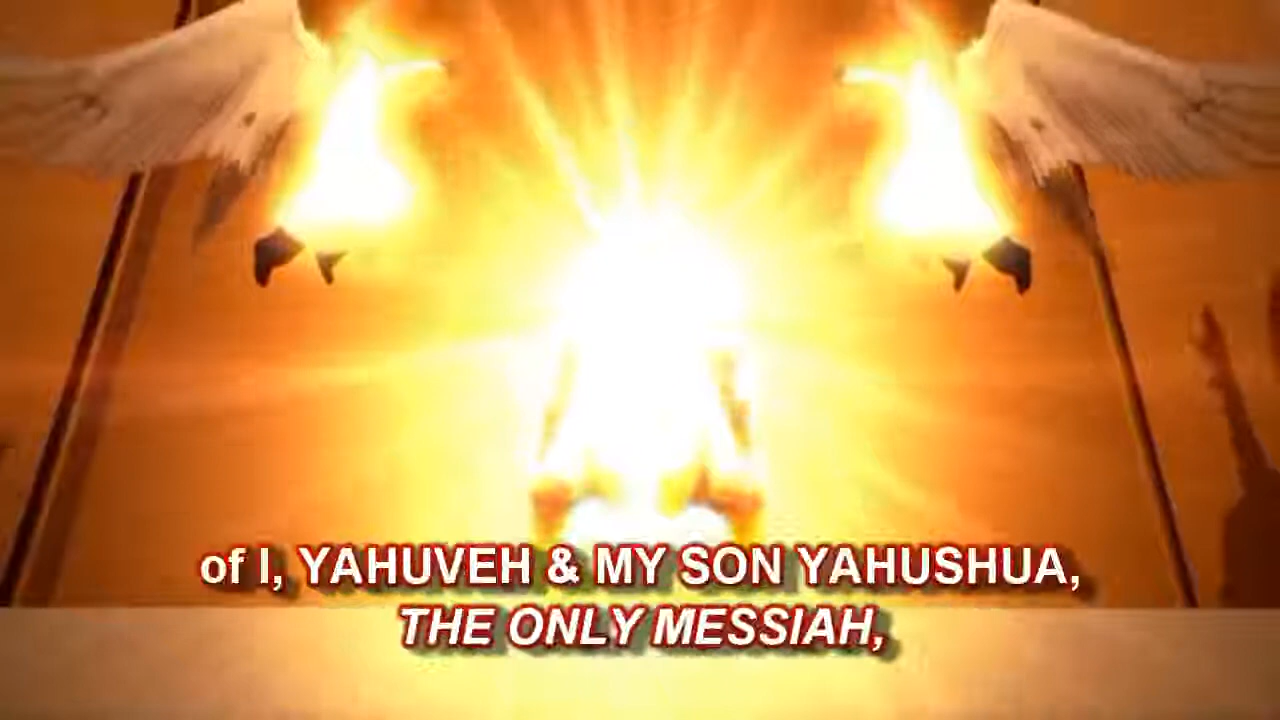 of I, YAHUVEH & MY SON YAHUSHUA,
THE ONLY MESSIAH,